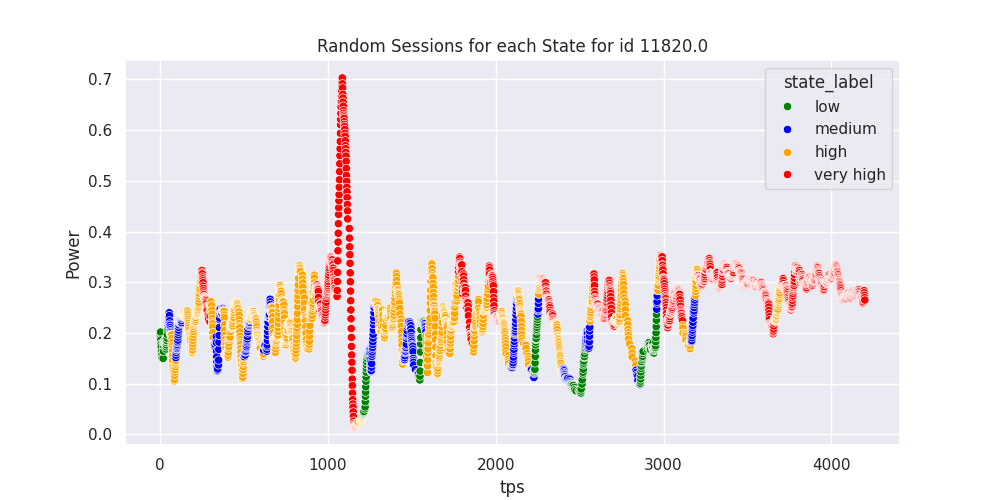 Random Sessions for each State for id 11820.0
state_label
low
medium
high
very high
Power
0.7
0.6
0.5
0.4
0.3
0.2
0.1
0.0
0
1000
2000
3000
4000
tps